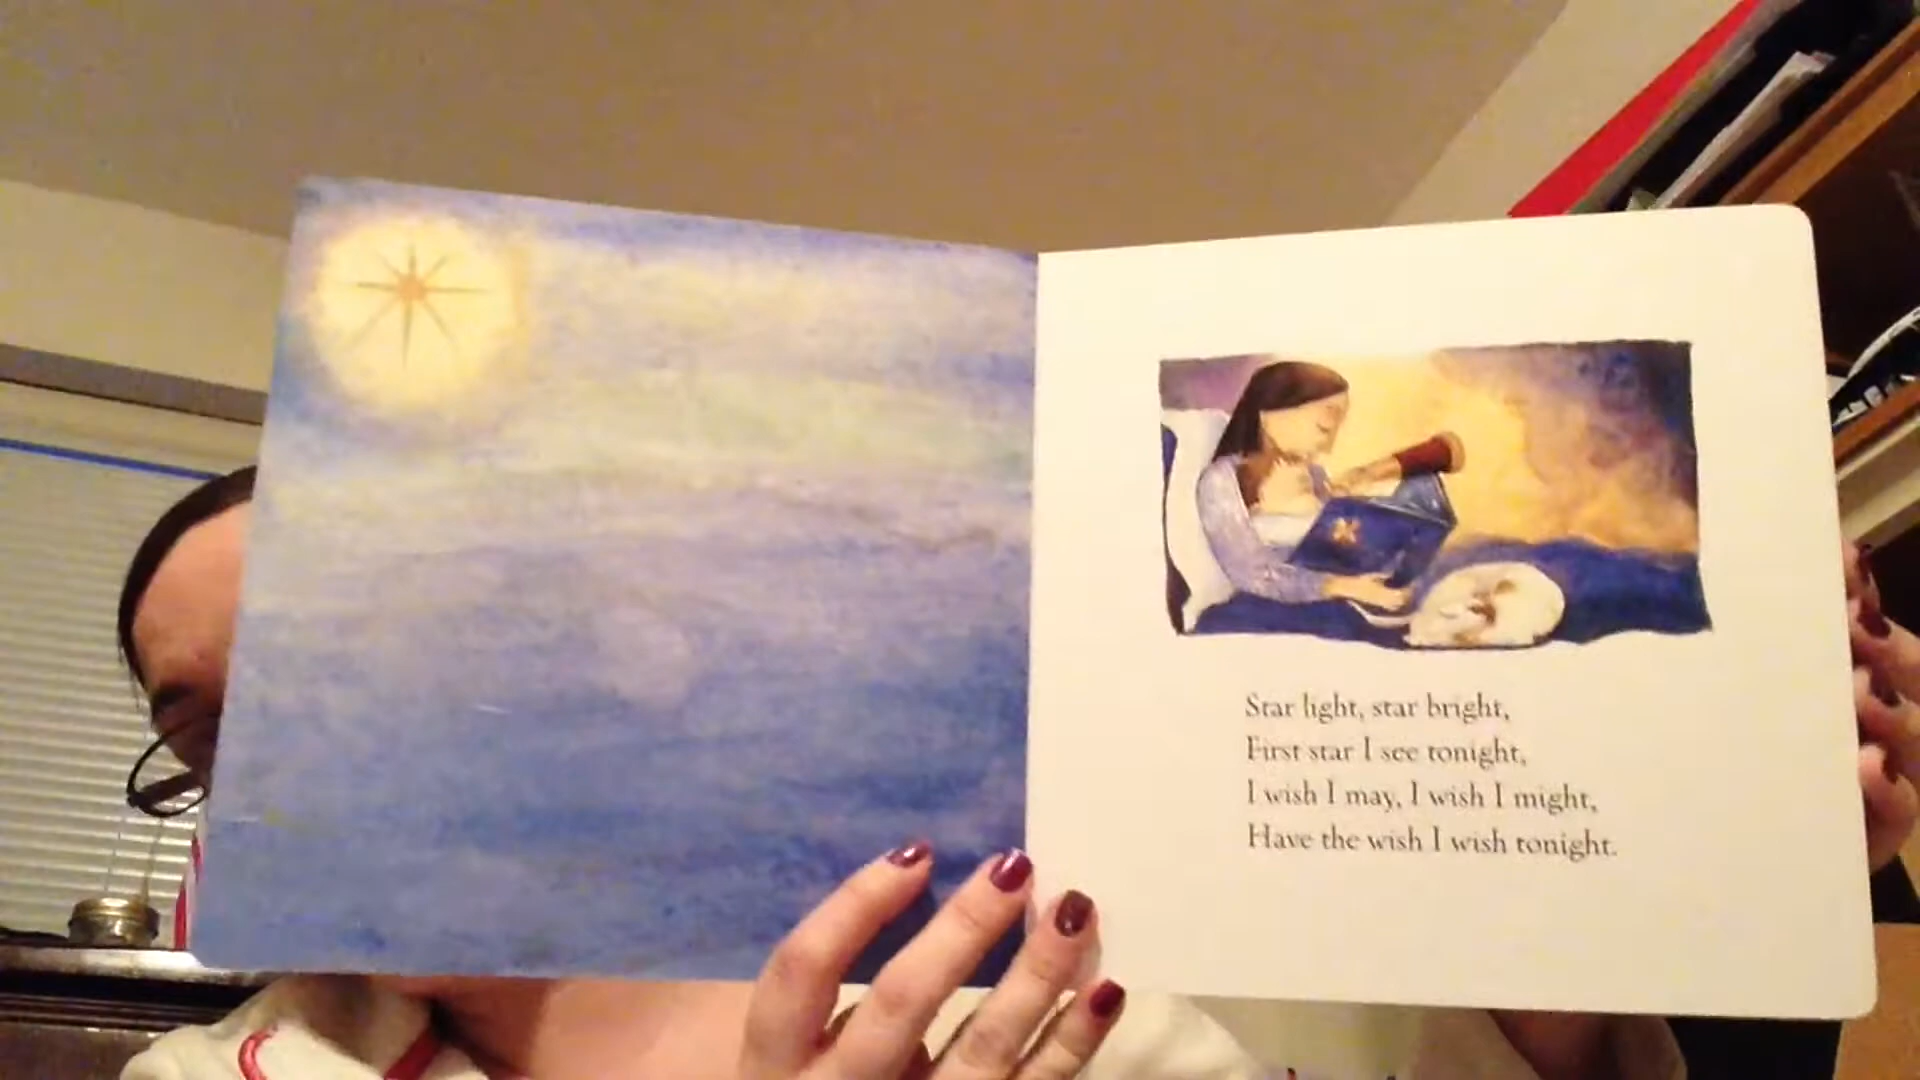 Star light, star bright,
First star I see tonight,
I wish I may, I wish I might,
Have the wish I wish tonight.